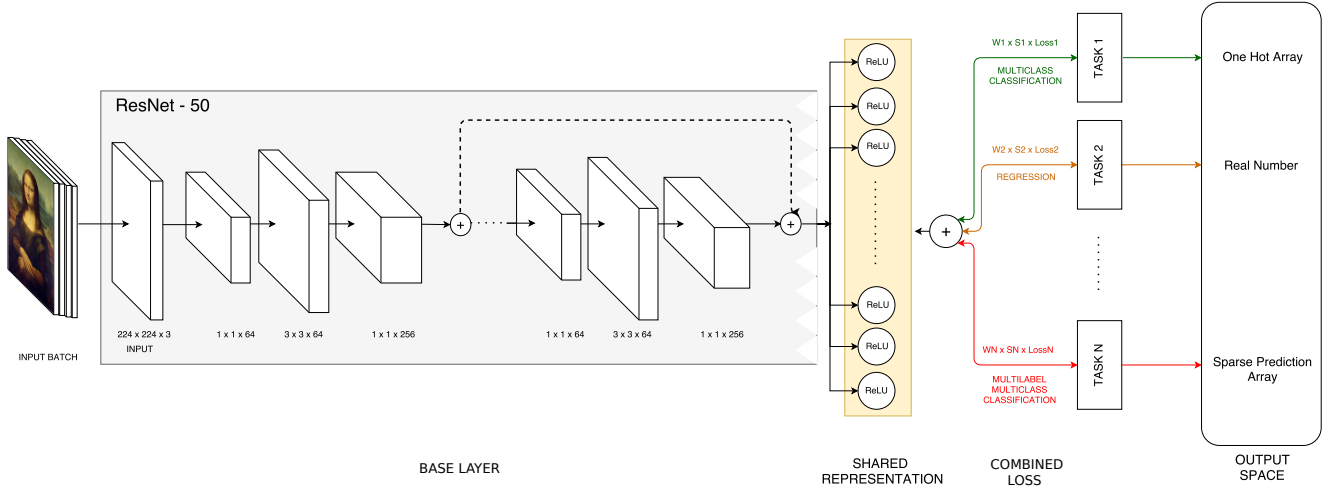 ResNet - 50
INPUT BATCH
224 x 224 x 3
INPUT
1 x 1 x 64
3 x 3 x 64
1 x 1 x 256
+
1 x 1 x 64
3 x 3 x 64
1 x 1 x 256
+
BASE LAYER
ReLU
ReLU
ReLU
ReLU
ReLU
ReLU
SHARED
REPRESENTATION
+
W1 x S1 x Loss1
MULTICLASS
CLASSIFICATION
W2 x S2 x Loss2
REGRESSION
WN x SN x LossN
MULTILABEL
MULTICLASS
CLASSIFICATION
COMBINED
LOSS
TASK 1
TASK 2
TASK N
One Hot Array
Real Number
Sparse Prediction
Array
OUTPUT
SPACE